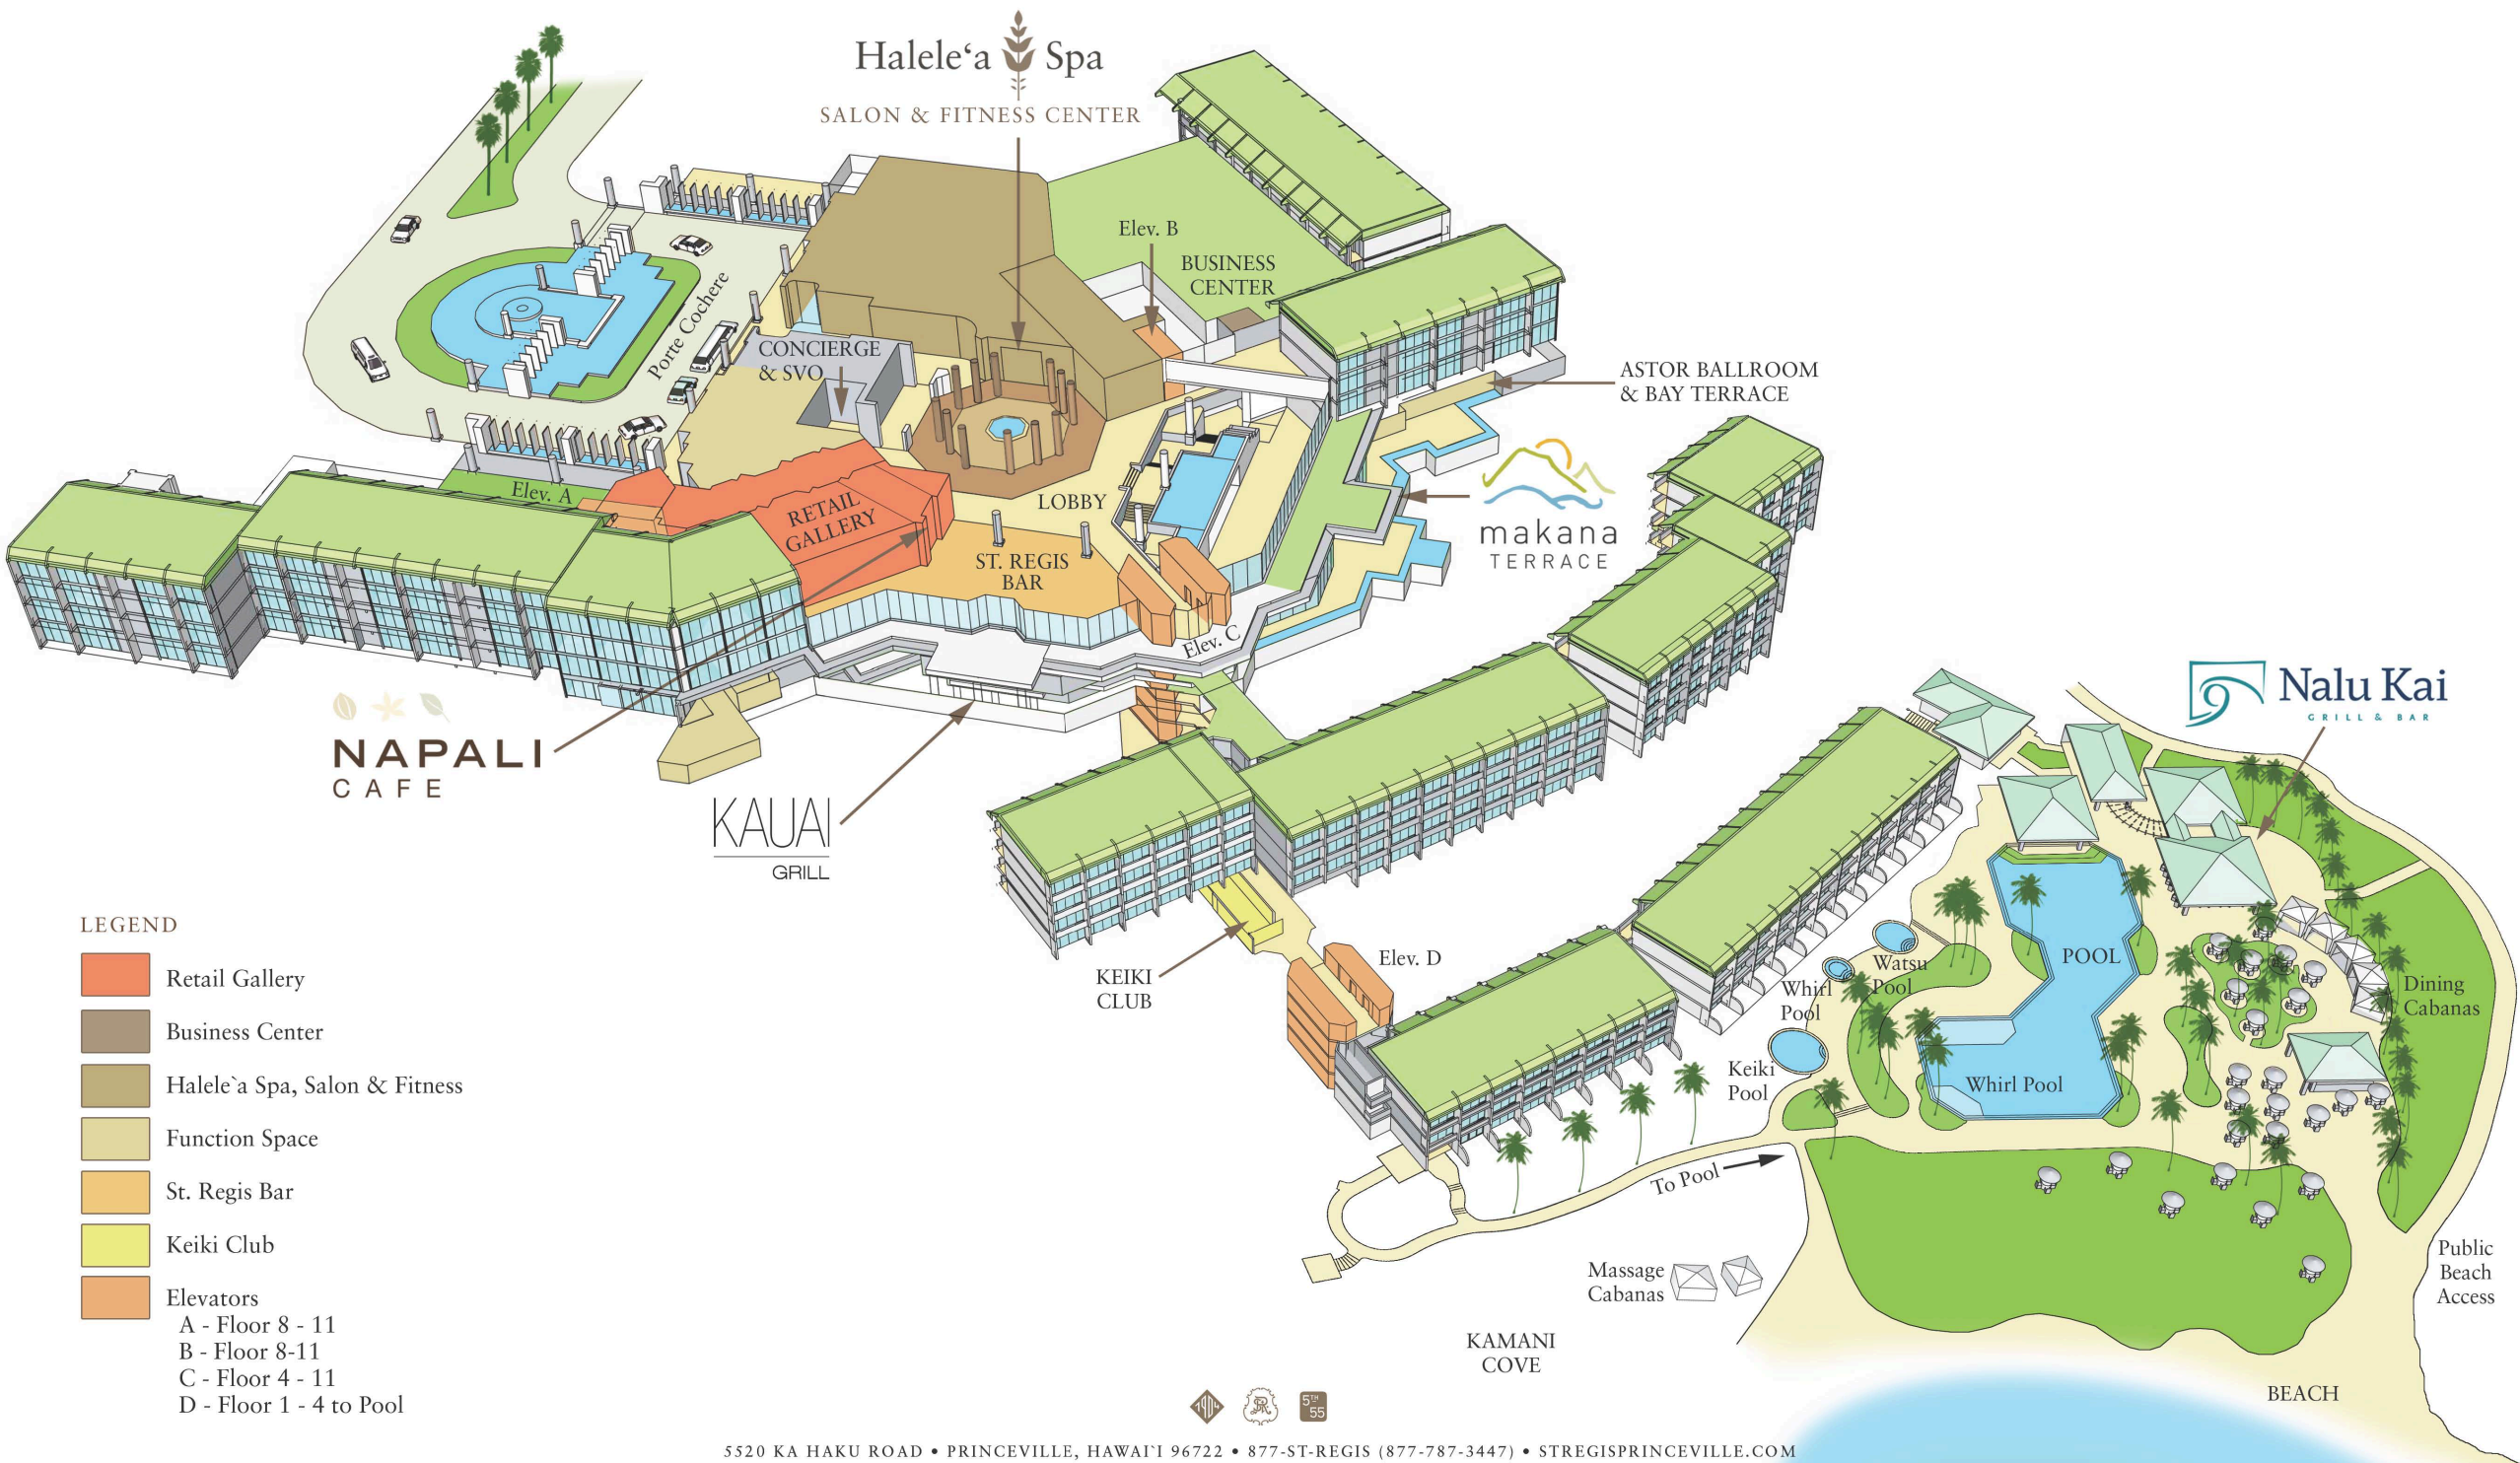 Halele‘a Spa
SALON & FITNESS CENTER
Elev. B
BUSINESS
CENTER
Porte Cochere
CONCIERGE
& SVO
ASTOR BALLROOM
& BAY TERRACE
makana
TERRACE
Elev. A
RETAIL
GALLERY
LOBBY
ST. REGIS
BAR
Elev. C
NAPALI
CAFE
KAUAI
GRILL
Nalu Kai
GRILL & BAR
KEIKI
CLUB
Elev. D
Watsu
Pool
Whirl
Pool
Keiki
Pool
POOL
Whirl Pool
Dining
Cabanas
To Pool
Massage
Cabanas
KAMANI
COVE
Public
Beach
Access
BEACH
LEGEND
Retail Gallery
Business Center
Halele`a Spa, Salon & Fitness
Function Space
St. Regis Bar
Keiki Club
Elevators
A - Floor 8 - 11
B - Floor 8-11
C - Floor 4 - 11
D - Floor 1 - 4 to Pool
1904
5TH
55
5520 KA HAKU ROAD • PRINCEVILLE, HAWAI`I 96722 • 877-ST-REGIS (877-787-3447) • STREGISPRINCEVILLE.COM